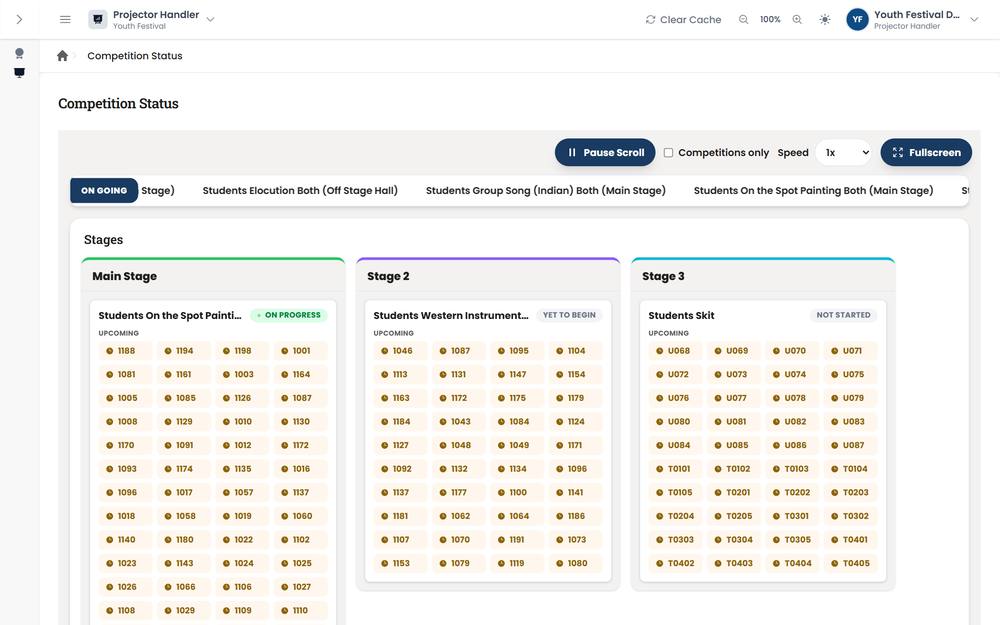 Projector Handler
Youth Festival
Clear Cache
100%
YF
Youth Festival D...
Projector Handler
Competition Status
Competition Status
Pause Scroll
Competitions only
Speed
1x
Fullscreen
ON GOING
Stage)
Students Elocution Both (Off Stage Hall)
Students Group Song (Indian) Both (Main Stage)
Students On the Spot Painting Both (Main Stage)
Stages
Main Stage
Students On the Spot Painti...
ON PROGRESS
UPCOMING
1188 1194 1198 1001
1081 1161 1003 1164
1005 1085 1126 1087
1008 1129 1010 1130
1170 1091 1012 1172
1093 1174 1135 1016
1096 1017 1057 1137
1018 1058 1019 1060
1140 1180 1022 1102
1023 1143 1024 1025
1026 1066 1106 1027
1108 1029 1109 1110
Stage 2
Students Western Instrument...
YET TO BEGIN
UPCOMING
1046 1087 1095 1104
1113 1131 1147 1154
1163 1172 1175 1179
1184 1043 1084 1124
1127 1048 1049 1171
1092 1132 1134 1096
1137 1177 1100 1141
1181 1062 1064 1186
1107 1070 1191 1073
1153 1079 1119 1080
Stage 3
Students Skit
NOT STARTED
UPCOMING
U068 U069 U070 U071
U072 U073 U074 U075
U076 U077 U078 U079
U080 U081 U082 U083
U084 U085 U086 U087
T0101 T0102 T0103 T0104
T0105 T0201 T0202 T0203
T0204 T0205 T0301 T0302
T0303 T0304 T0305 T0401
T0402 T0403 T0404 T0405